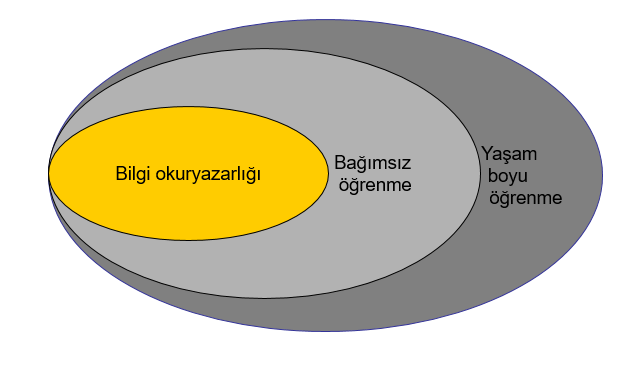 Bilgi okuryazarlığı
Bağımsız
öğrenme
Yaşam
boyu
öğrenme